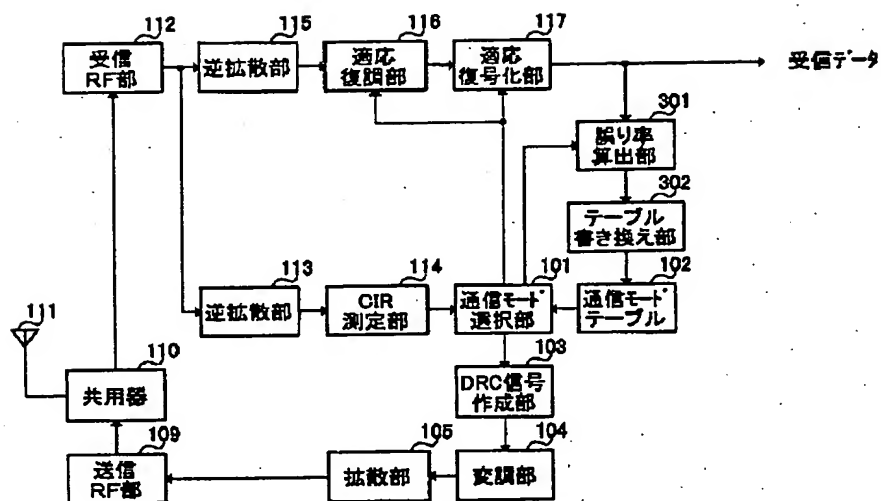 112
受信
RF部
115
逆拡散部
116
適応
復調部
117
適応
復号化部
受信データ
301
誤り率
算出部
302
テーブル
書き換え部
113
逆拡散部
114
CIR
測定部
101
通信モード
選択部
102
通信モード
テーブル
111
110
共用器
103
DRC信号
作成部
109
送信
RF部
105
拡散部
104
変調部